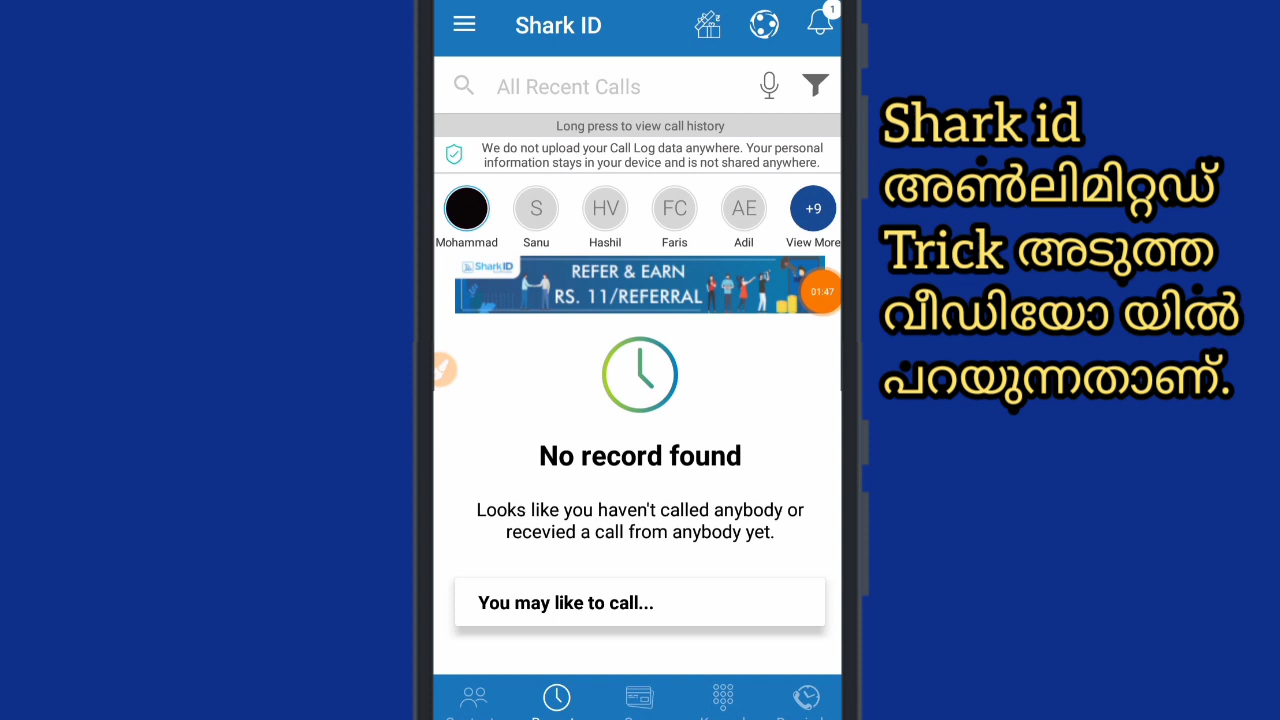 Shark ID
1
All Recent Calls
Long press to view call history
We do not upload your Call Log data anywhere. Your personal
information stays in your device and is not shared anywhere.
S
HV
FC
AE
+9
Mohammad
Sanu
Hashil
Faris
Adil
View More
SharkID
REFER & EARN
RS. 11/REFERRAL
01:47
No record found
Looks like you haven't called anybody or
recevied a call from anybody yet.
You may like to call...
Shark id
അൺലിമിറ്റഡ്
Trick അടുത്ത
വീഡിയോ യിൽ
പറയുന്നതാണ്.